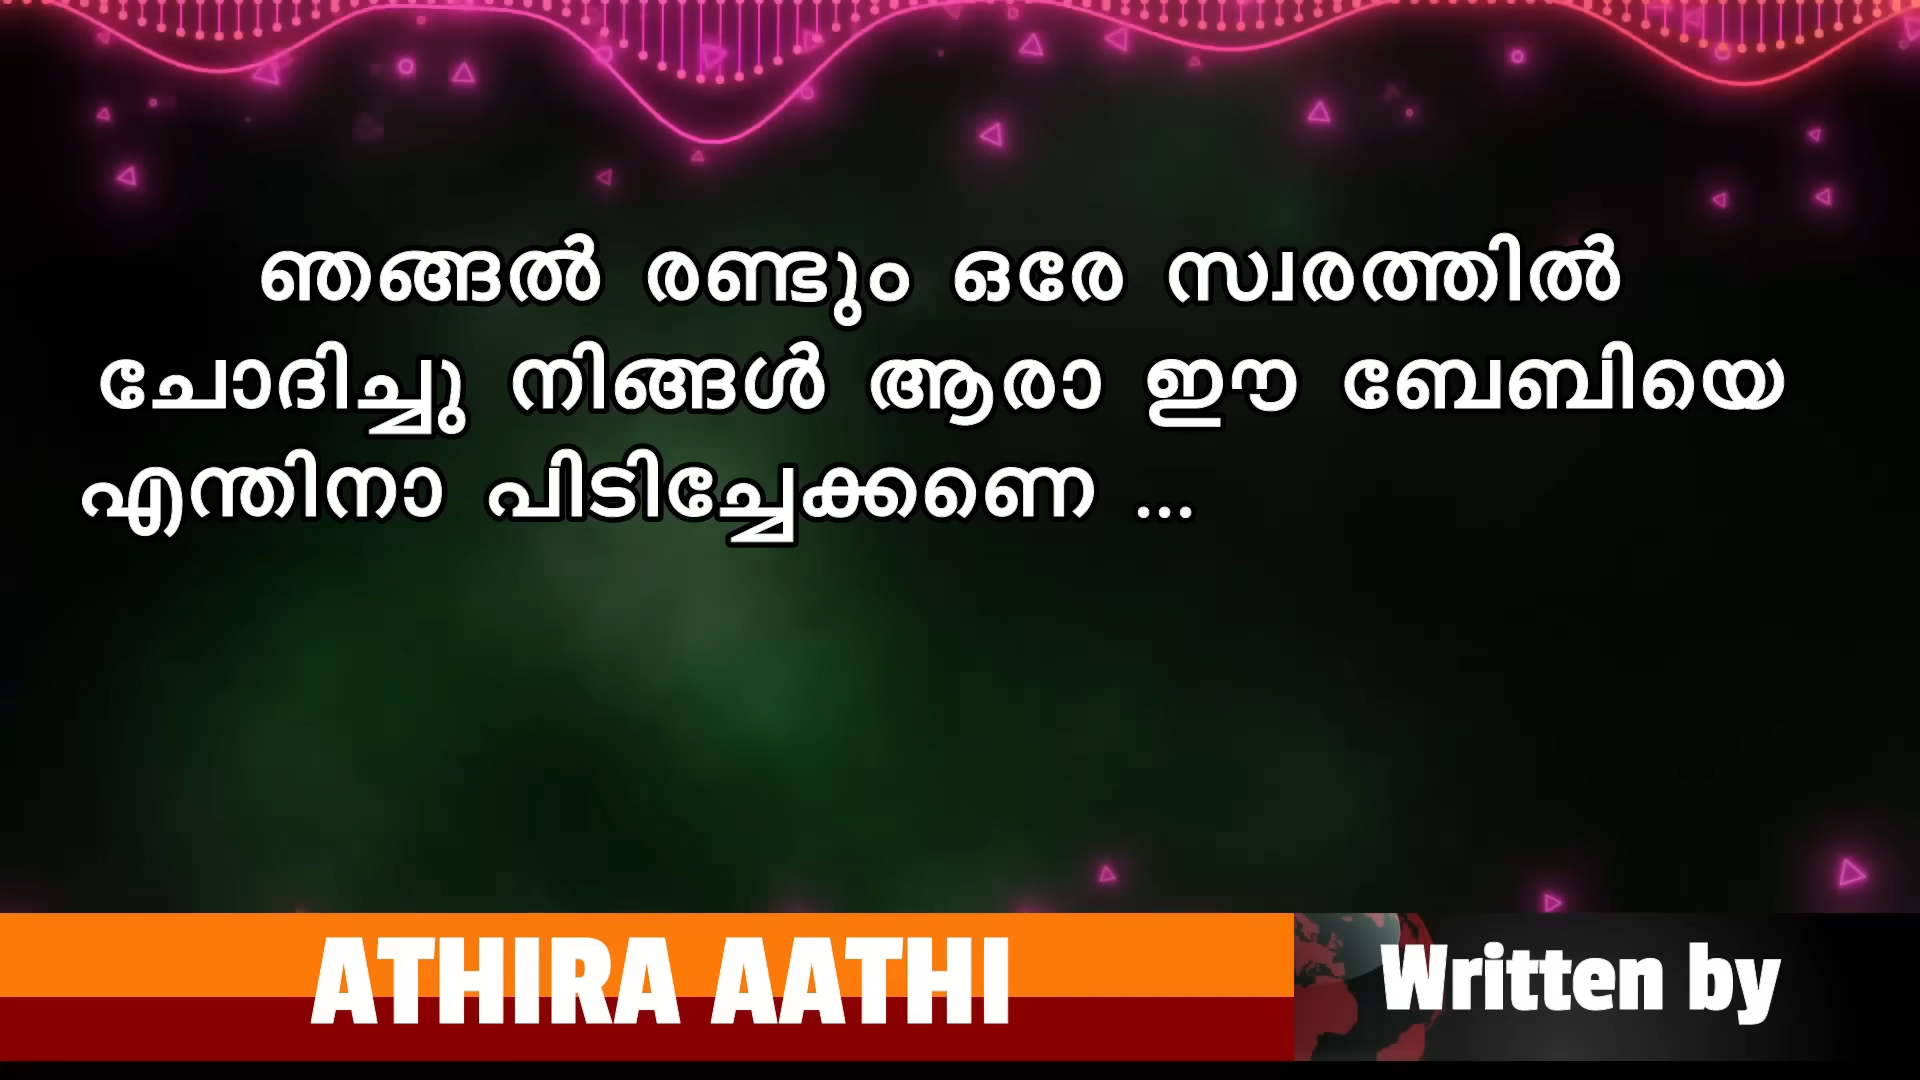 ഞങ്ങൽ രണ്ടും ഒരേ സ്വരത്തിൽ
ചോദിച്ചു നിങ്ങൾ ആരാ ഈ ബേബിയെ
എന്തിനാ പിടിച്ചേക്കണെ ...
ATHIRA AATHI
Written by